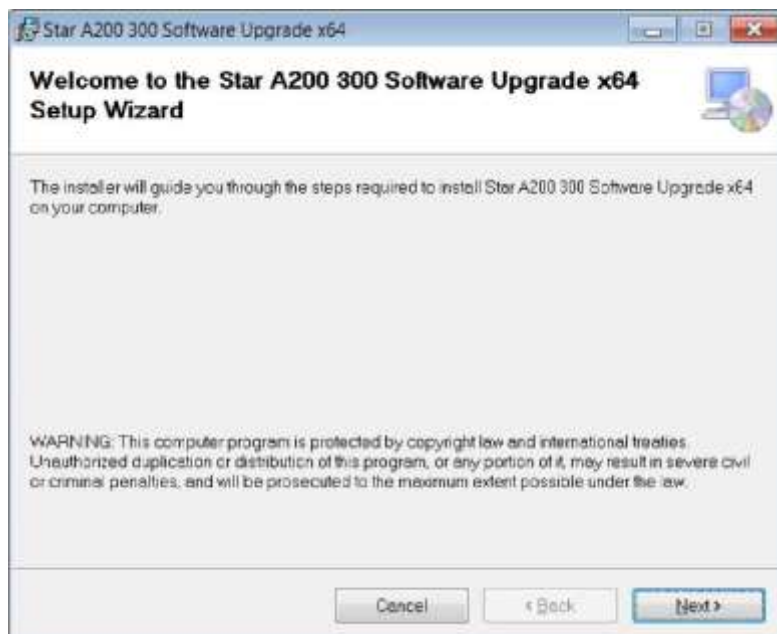 Star A200 300 Software Upgrade x64
Welcome to the Star A200 300 Software Upgrade x64
Setup Wizard
The installer will guide you through the steps required to install Star A200 300 Software Upgrade x64
on your computer.
WARNING: This computer program is protected by copyright law and international treaties.
Unauthorized duplication or distribution of this program, or any portion of it, may result in severe civil
or criminal penalties, and will be prosecuted to the maximum extent possible under the law.
Cancel
< Back
Next >